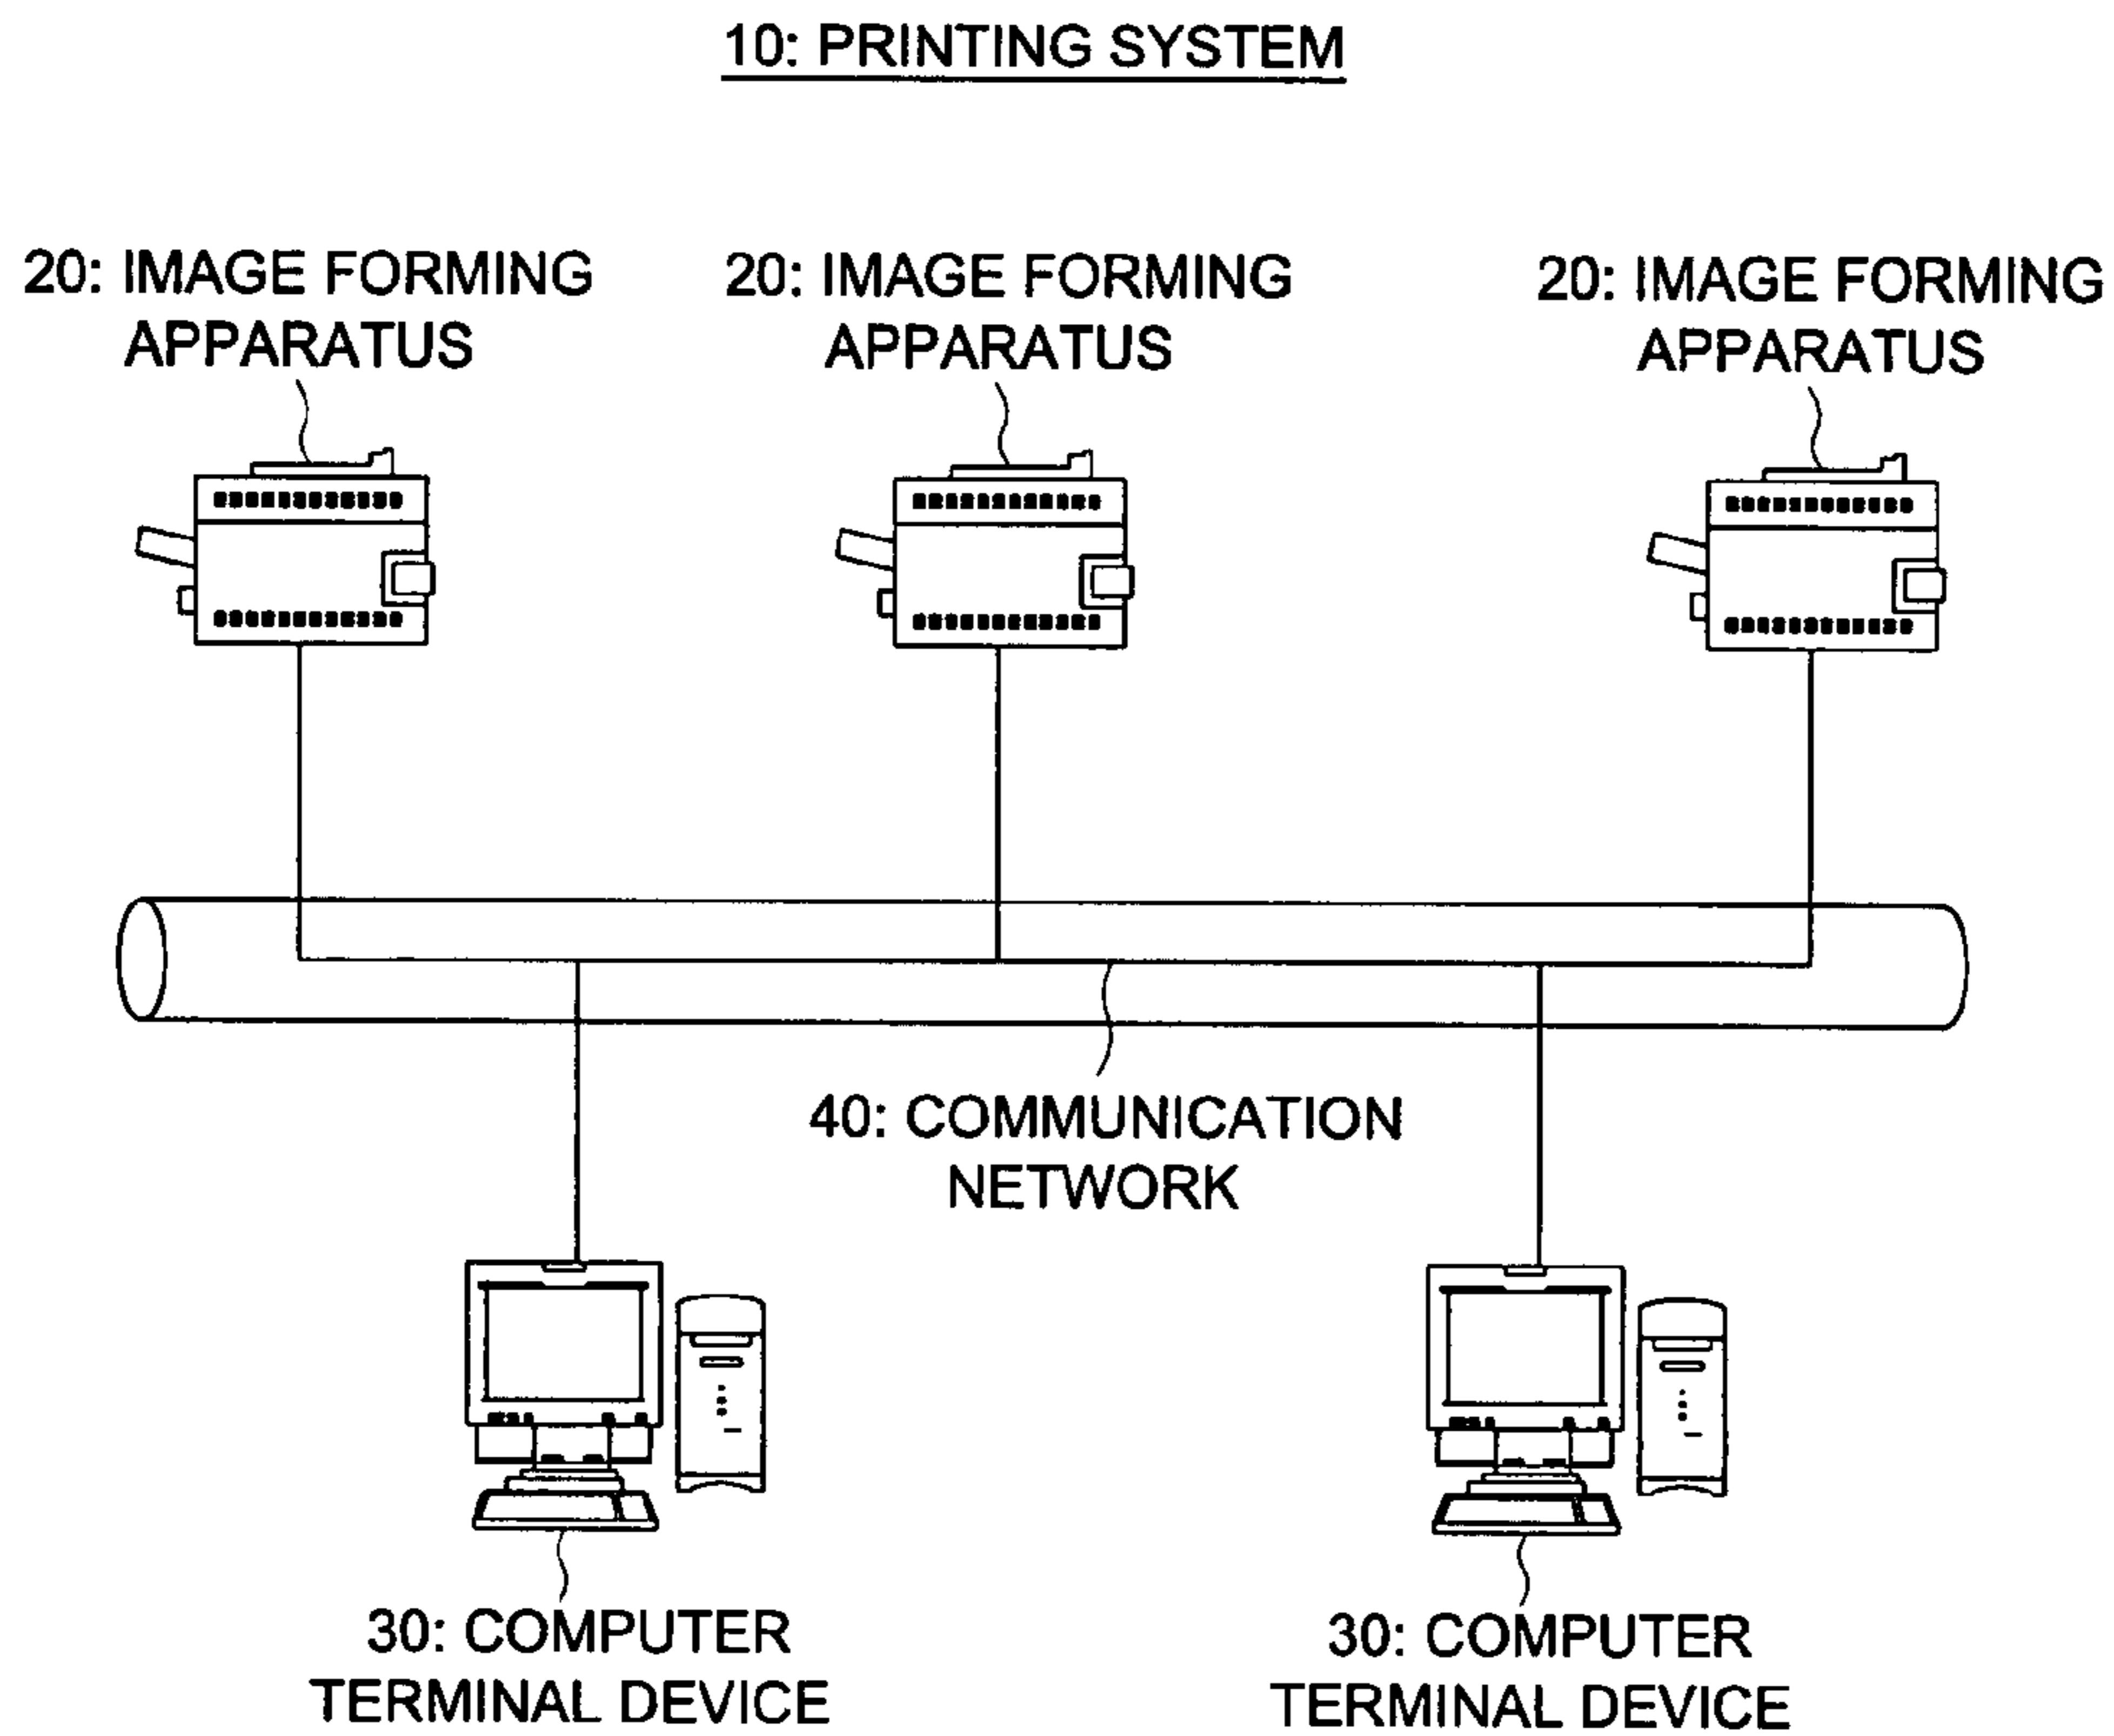 10: PRINTING SYSTEM
20: IMAGE FORMING
APPARATUS
20: IMAGE FORMING
APPARATUS
20: IMAGE FORMING
APPARATUS
40: COMMUNICATION
NETWORK
30: COMPUTER
TERMINAL DEVICE
30: COMPUTER
TERMINAL DEVICE